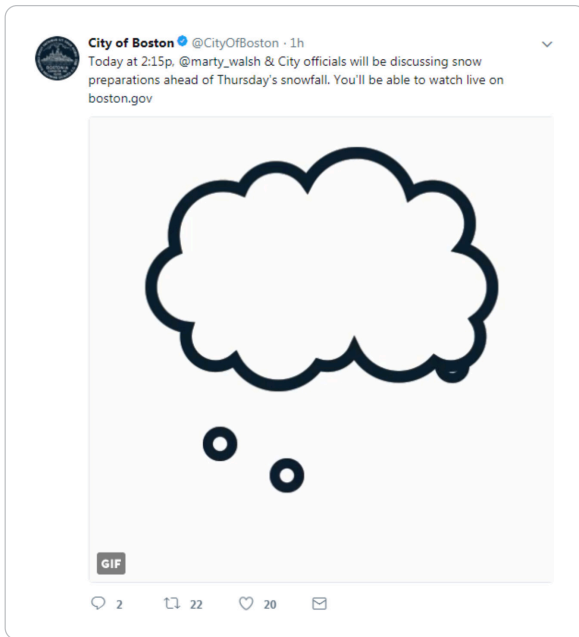 City of Boston @CityOfBoston · 1h
Today at 2:15p, @marty_walsh & City officials will be discussing snow
preparations ahead of Thursday's snowfall. You'll be able to watch live on
boston.gov
GIF
2 22 20